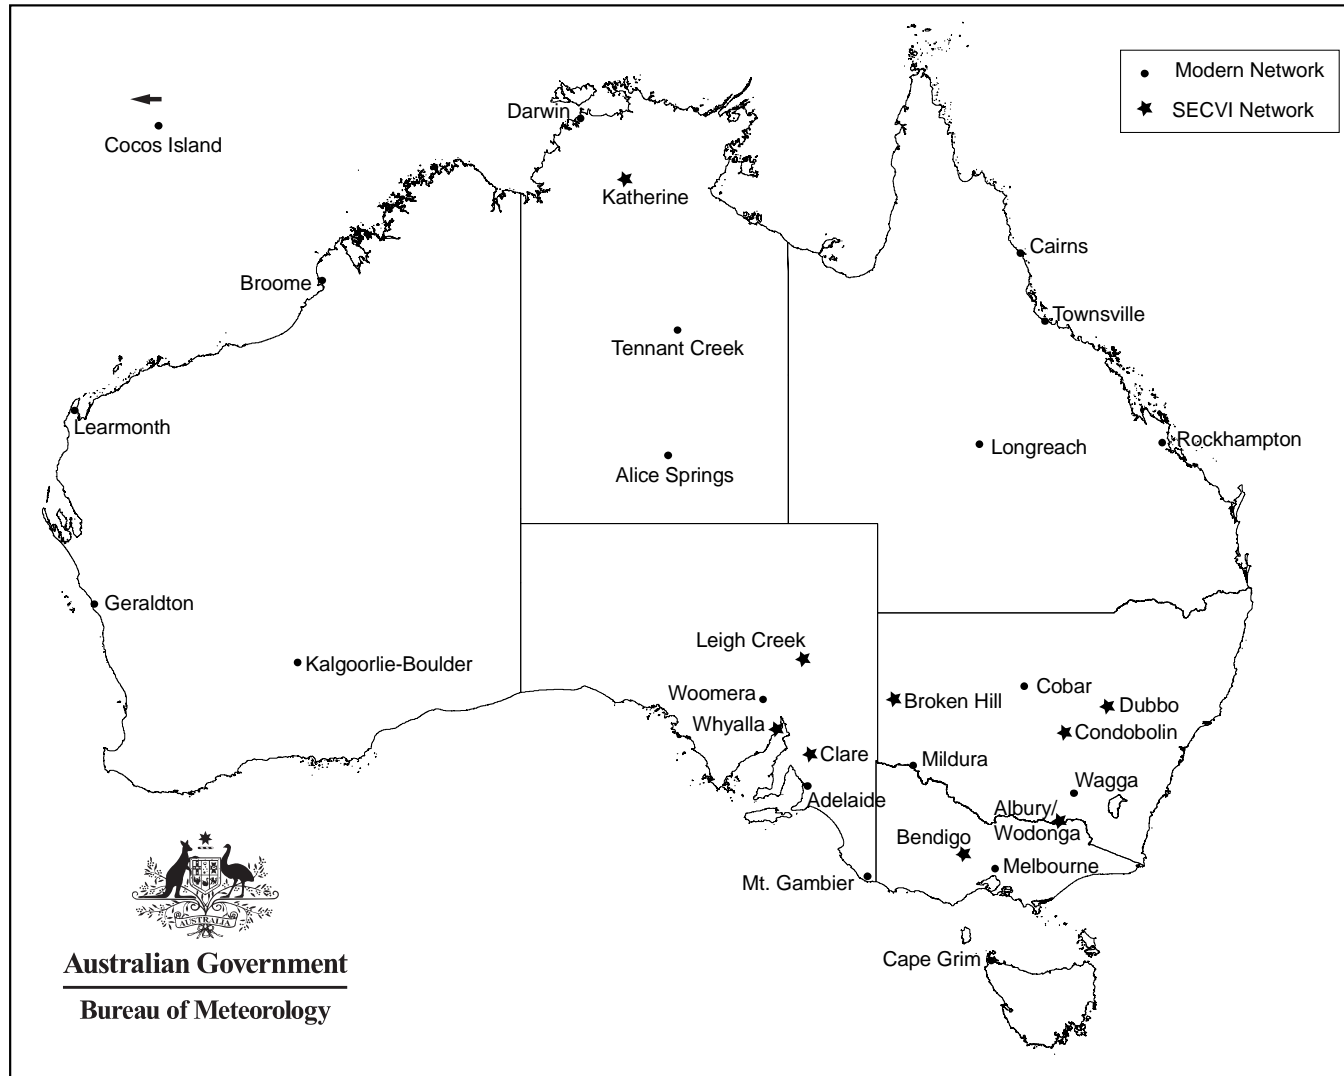 Modern Network
SECVI Network
Cocos Island
Darwin
Katherine
Cairns
Broome
Townsville
Tennant Creek
Learmonth
Rockhampton
Longreach
Alice Springs
Geraldton
Kalgoorlie-Boulder
Leigh Creek
Woomera
Whyalla
Clare
Adelaide
Broken Hill
Cobar
Dubbo
Condobolin
Mildura
Wagga
Albury/
Wodonga
Bendigo
Melbourne
Mt. Gambier
Cape Grim
AUSTRALIA
Australian Government
Bureau of Meteorology